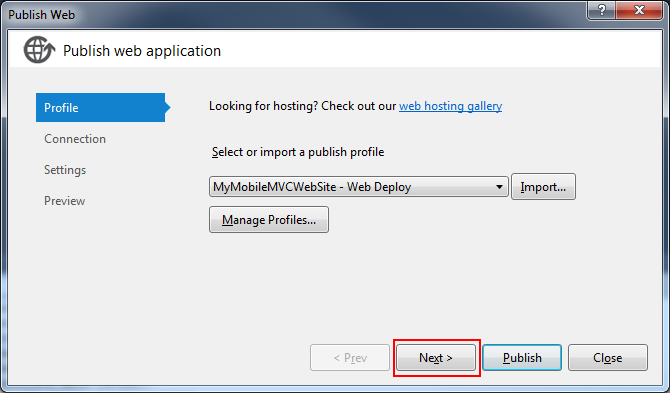 Publish Web
?
Publish web application
Profile
Connection
Settings
Preview
Looking for hosting? Check out our web hosting gallery
Select or import a publish profile
MyMobileMVCWebSite - Web Deploy
Import...
Manage Profiles...
< Prev
Next >
Publish
Close